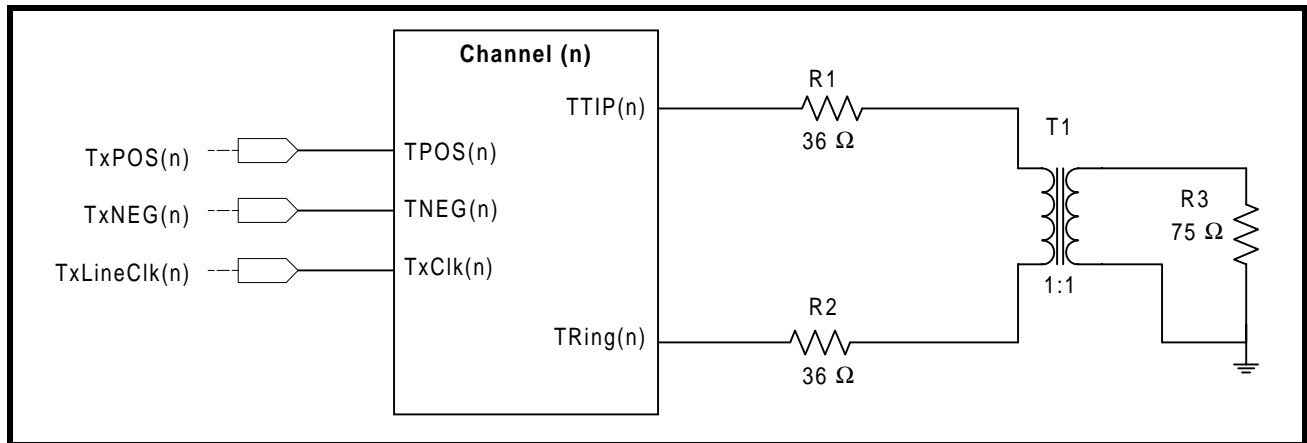 Channel (n)
TTIP(n)
R1
36 Ω
T1
TxPOS(n)
TPOS(n)
TxNEG(n)
TNEG(n)
R3
75 Ω
TxLineClk(n)
TxClk(n)
1:1
R2
TRing(n)
36 Ω